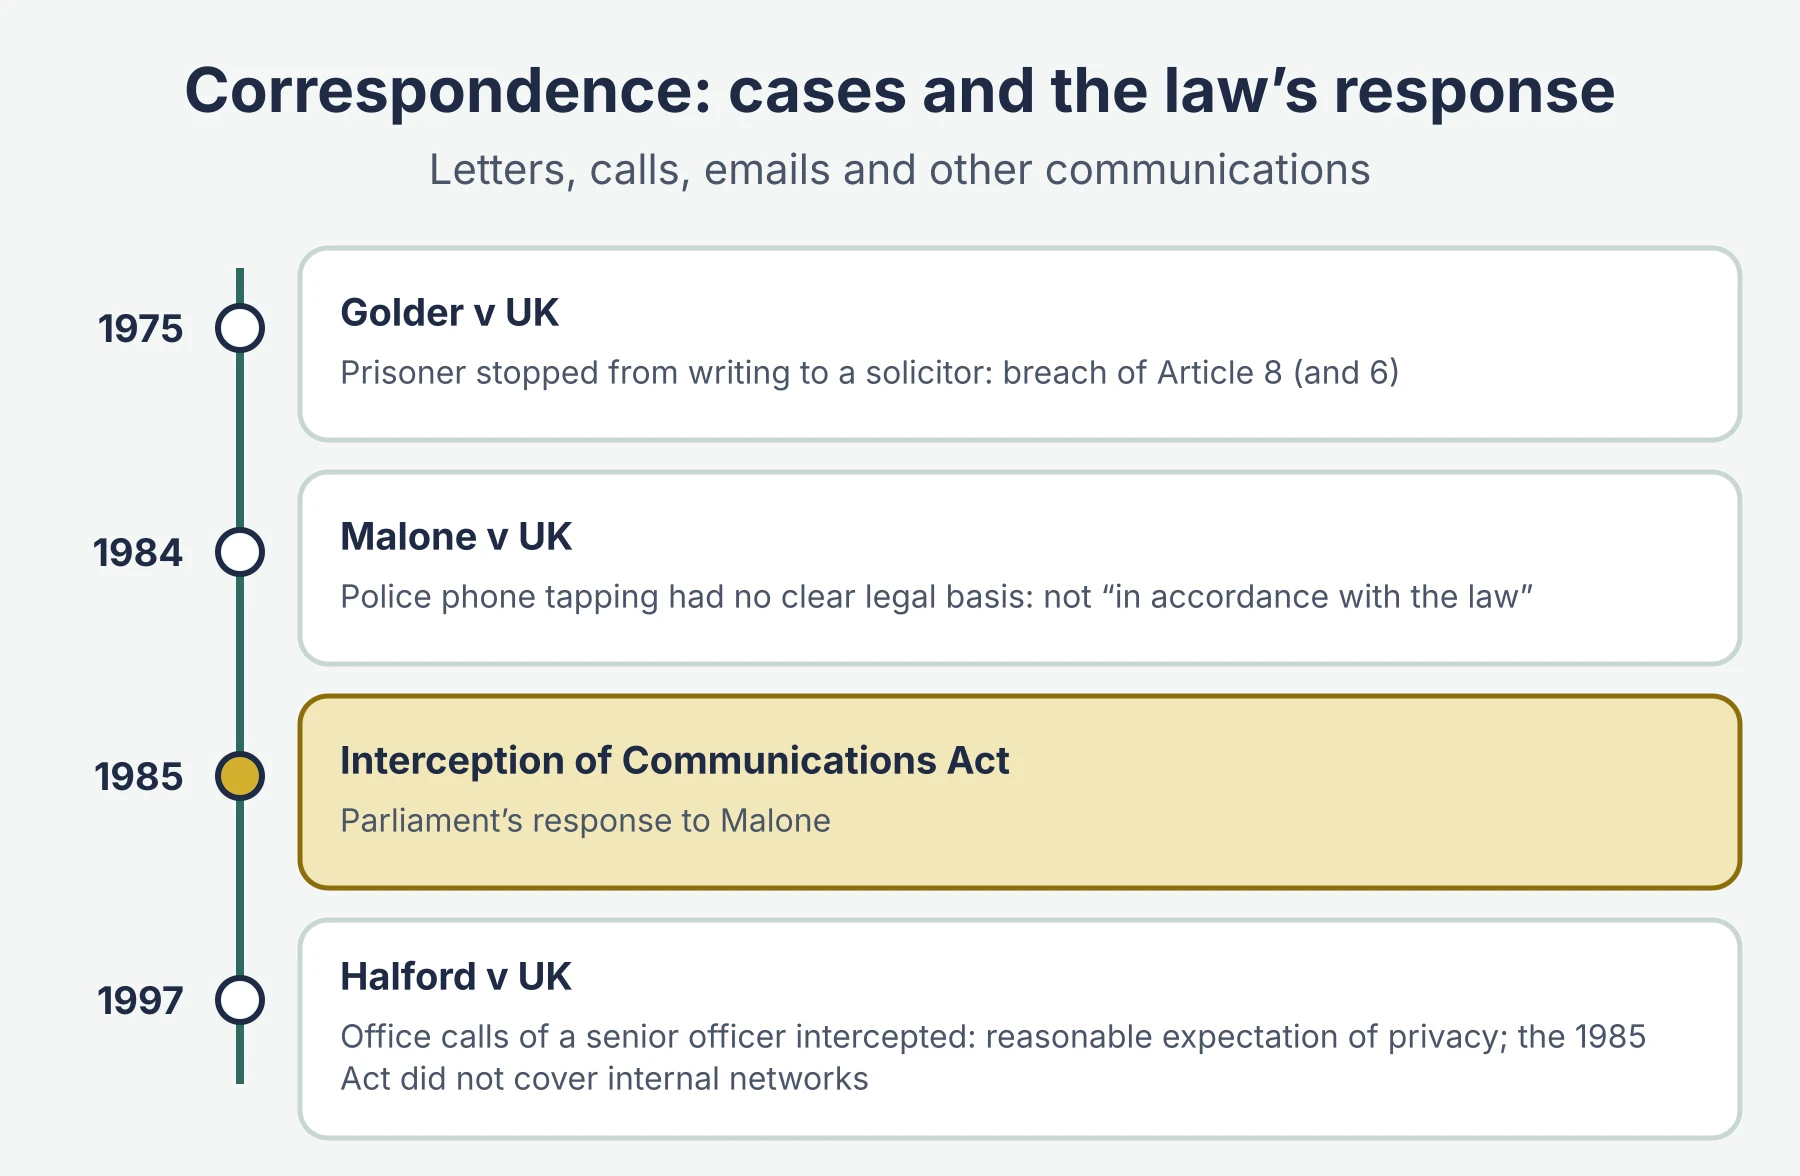 Correspondence: cases and the law’s response
Letters, calls, emails and other communications
1975
Golder v UK
Prisoner stopped from writing to a solicitor: breach of Article 8 (and 6)
1984
Malone v UK
Police phone tapping had no clear legal basis: not “in accordance with the law”
1985
Interception of Communications Act
Parliament’s response to Malone
1997
Halford v UK
Office calls of a senior officer intercepted: reasonable expectation of privacy; the 1985
Act did not cover internal networks